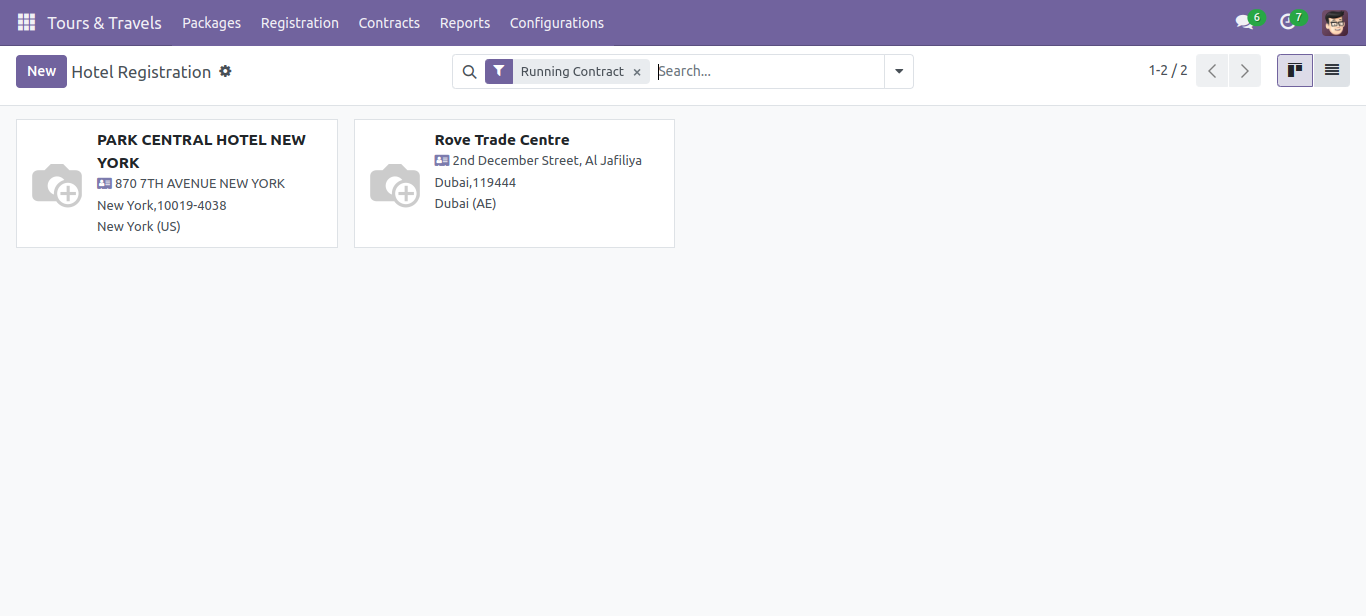 Tours & Travels Packages Registration Contracts Reports Configurations 6 7
New Hotel Registration Running Contract × Search... 1-2 / 2
PARK CENTRAL HOTEL NEW
YORK
870 7TH AVENUE NEW YORK
New York,10019-4038
New York (US)
Rove Trade Centre
2nd December Street, Al Jafiliya
Dubai,119444
Dubai (AE)